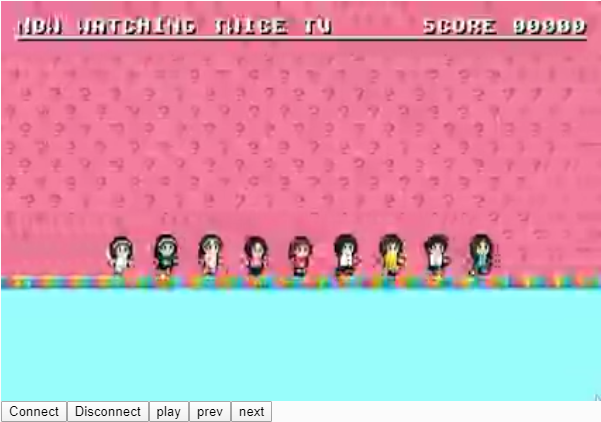 NOW WATCHING TWICE TV SCORE 00000
? ? ? ? ? ? ? ? ? ?
Connect Disconnect play prev next